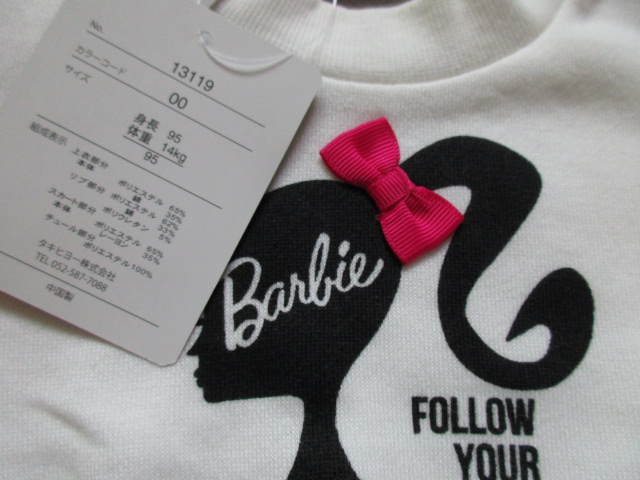 No.
13119
カラーコード
00
サイズ
身長 95
体重 14kg
95
組成表示
上衣部分
本体 ポリエステル 65%
綿 35%
リブ部分 ポリエステル 62%
綿 33%
ポリウレタン 5%
スカート部分
本体 ポリエステル 65%
レーヨン 35%
チュール部分
ポリエステル100%
タキヒヨー株式会社
TEL 052-587-7088
中国製
Barbie
FOLLOW
YOUR